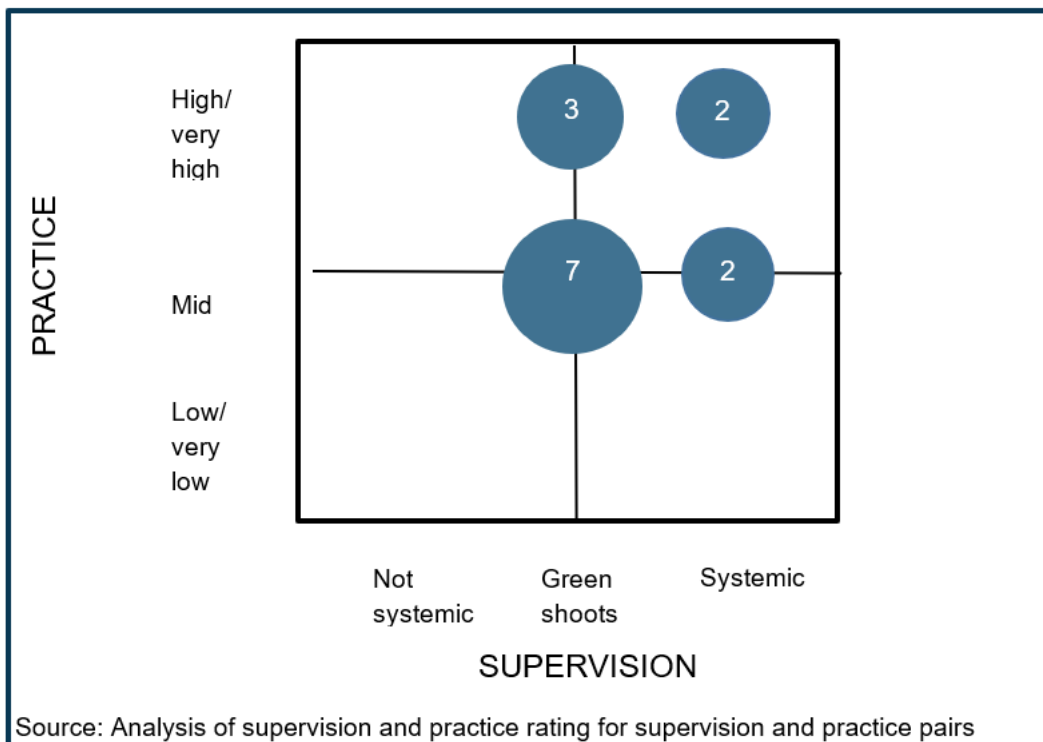 High/
very
high
3
2
PRACTICE
7
2
Mid
Low/
very
low
Not
systemic
Green
shoots
Systemic
SUPERVISION
Source: Analysis of supervision and practice rating for supervision and practice pairs